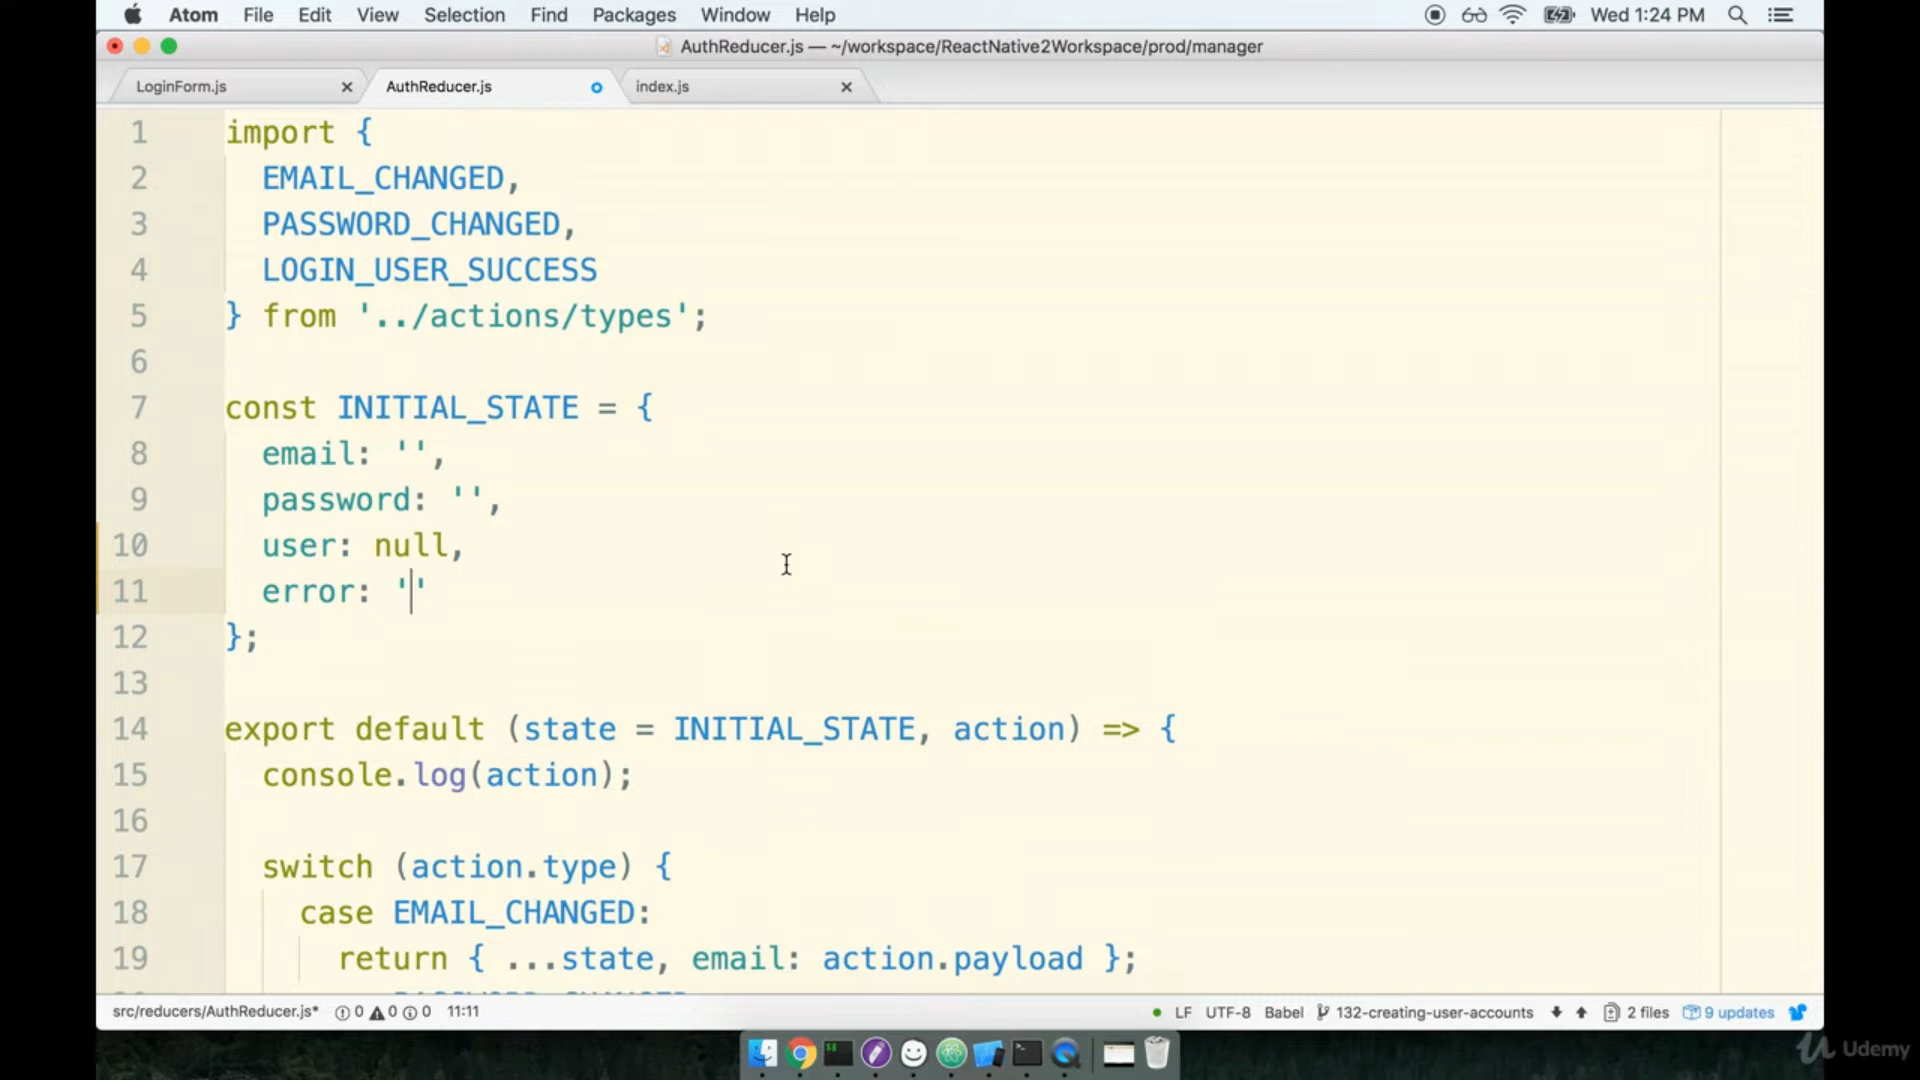 Atom File Edit View Selection Find Packages Window Help Wed 1:24 PM
AuthReducer.js — ~/workspace/ReactNative2Workspace/prod/manager
LoginForm.js AuthReducer.js index.js
1 import {
2 EMAIL_CHANGED,
3 PASSWORD_CHANGED,
4 LOGIN_USER_SUCCESS
5 } from '../actions/types';
6
7 const INITIAL_STATE = {
8 email: '',
9 password: '',
10 user: null,
11 error: ''
12 };
13
14 export default (state = INITIAL_STATE, action) => {
15 console.log(action);
16
17 switch (action.type) {
18 case EMAIL_CHANGED:
19 return { ...state, email: action.payload };
src/reducers/AuthReducer.js* 0 0 0 11:11 LF UTF-8 Babel 132-creating-user-accounts 2 files 9 updates
Udemy